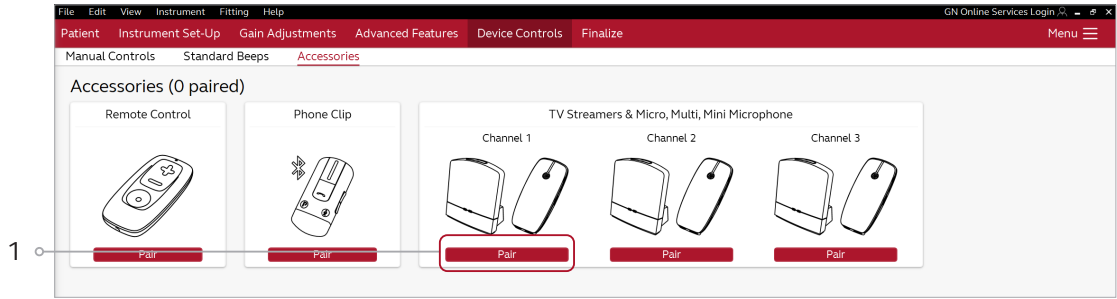 File Edit View Instrument Fitting Help GN Online Services Login
Patient Instrument Set-Up Gain Adjustments Advanced Features Device Controls Finalize Menu
Manual Controls Standard Beeps Accessories
Accessories (0 paired)
Remote Control Phone Clip TV Streamers & Micro, Multi, Mini Microphone
Channel 1 Channel 2 Channel 3
1 Pair Pair Pair Pair Pair